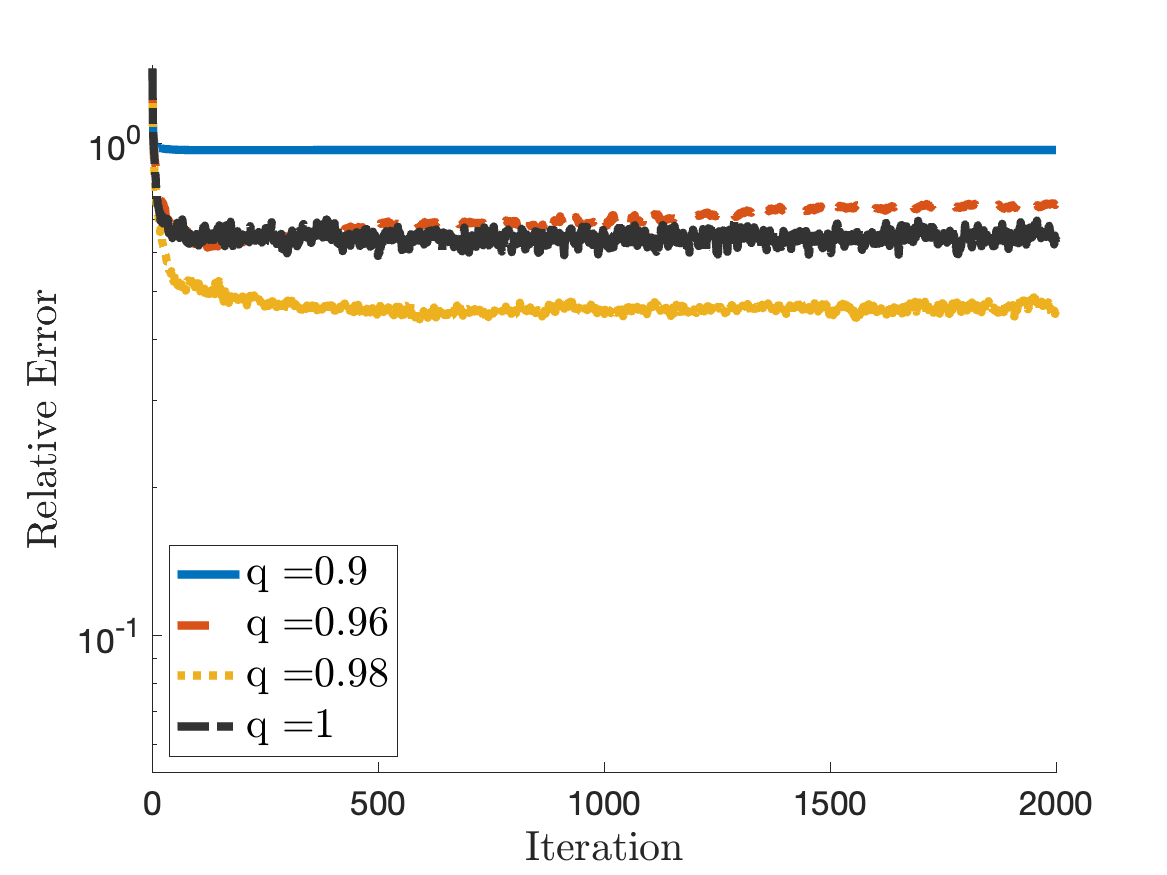 10^0
Relative Error
10^-1
q =0.9
q =0.96
q =0.98
q =1
0 500 1000 1500 2000
Iteration